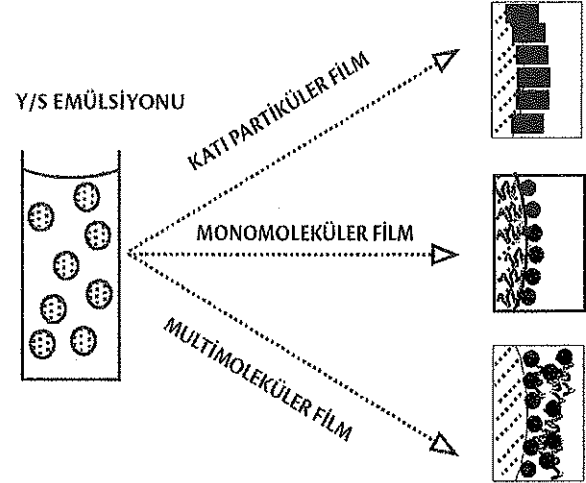 Y/S EMÜLSİYONU
KATI PARTİKÜLER FİLM
MONOMOLEKÜLER FİLM
MULTİMOLEKÜLER FİLM